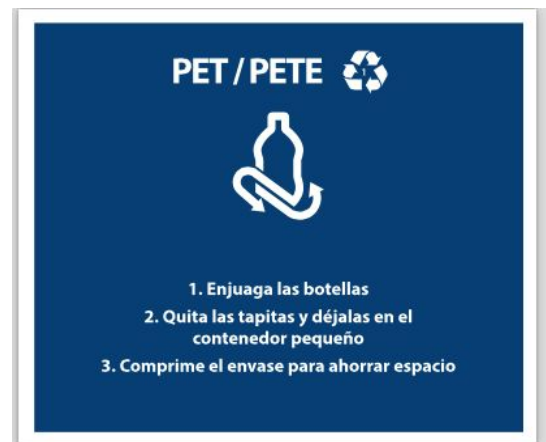 PET / PETE 1
1. Enjuaga las botellas
2. Quita las tapitas y déjalas en el
contenedor pequeño
3. Comprime el envase para ahorrar espacio